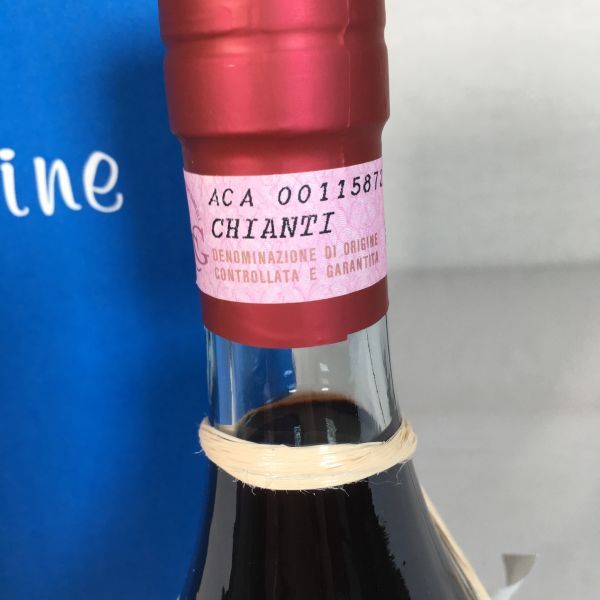 ine
ACA 0011587
CHIANTI
G
DENOMINAZIONE DI ORIGINE
CONTROLLATA E GARANTITA